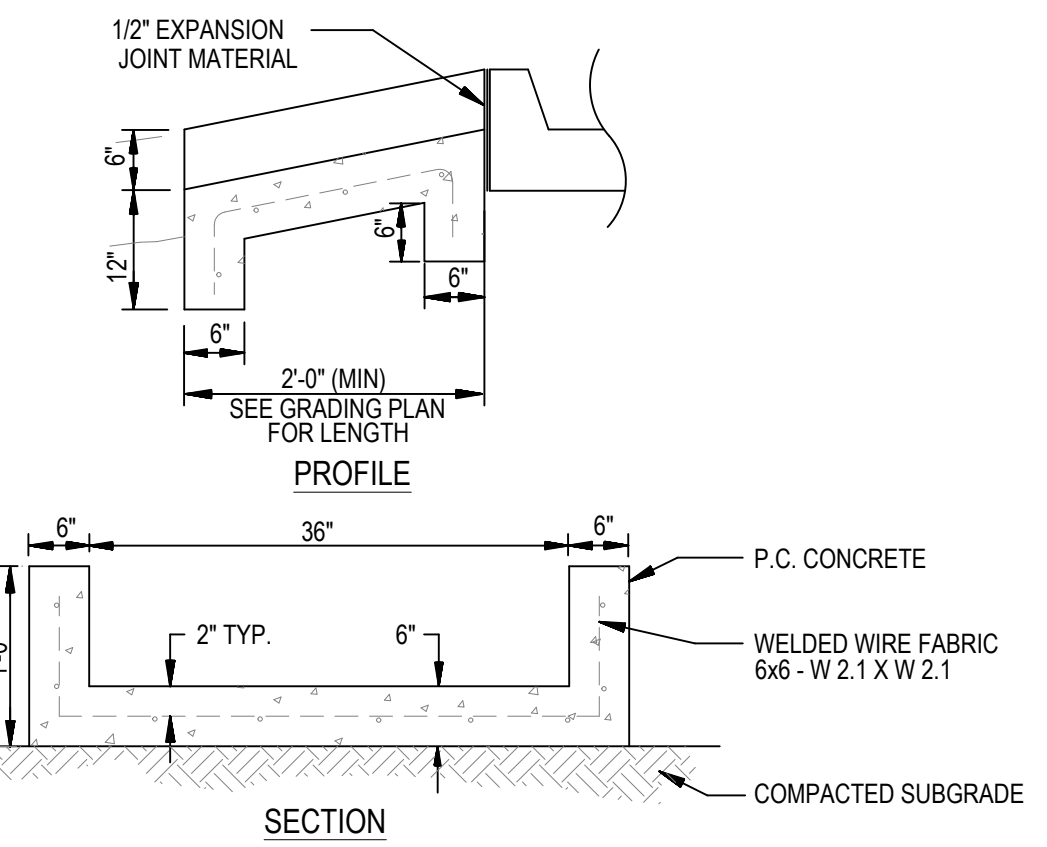 1/2" EXPANSION
JOINT MATERIAL
6"
12"
6"
6"
6"
2'-0" (MIN)
SEE GRADING PLAN
FOR LENGTH
PROFILE
6"
36"
6"
P.C. CONCRETE
2" TYP.
6"
WELDED WIRE FABRIC
6x6 - W 2.1 X W 2.1
COMPACTED SUBGRADE
SECTION